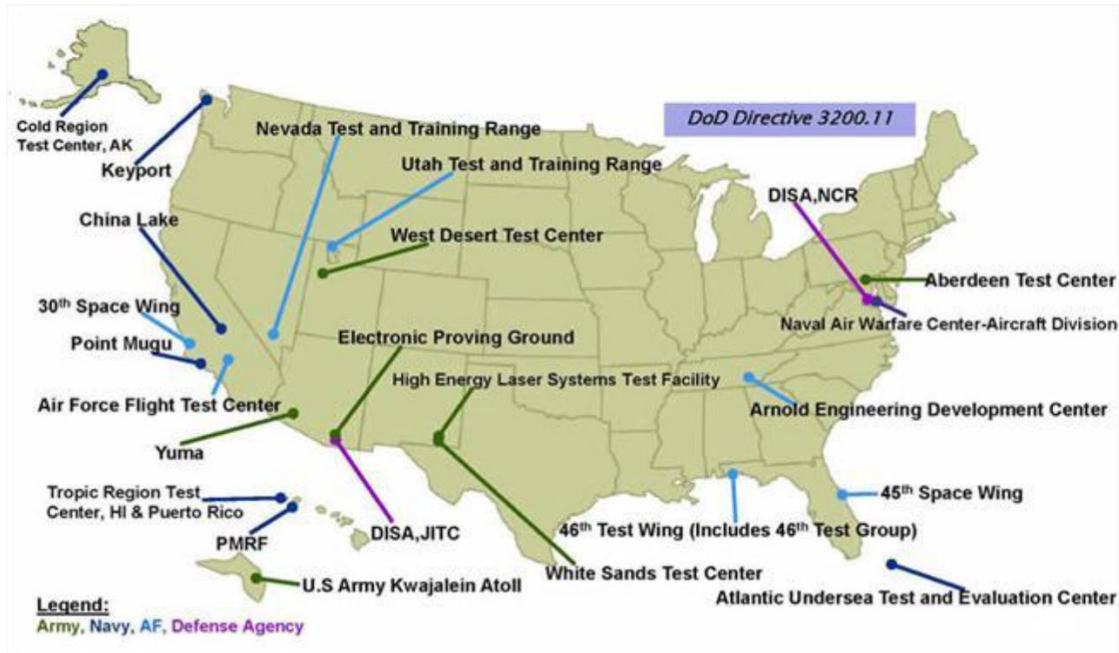 DoD Directive 3200.11
Cold Region
Test Center, AK
Keyport
Nevada Test and Training Range
Utah Test and Training Range
DISA,NCR
China Lake
West Desert Test Center
Aberdeen Test Center
30th Space Wing
Naval Air Warfare Center-Aircraft Division
Point Mugu
Electronic Proving Ground
High Energy Laser Systems Test Facility
Air Force Flight Test Center
Arnold Engineering Development Center
Yuma
Tropic Region Test
Center, HI & Puerto Rico
45th Space Wing
PMRF
DISA,JITC
46th Test Wing (Includes 46th Test Group)
U.S Army Kwajalein Atoll
White Sands Test Center
Atlantic Undersea Test and Evaluation Center
Legend:
Army, Navy, AF, Defense Agency